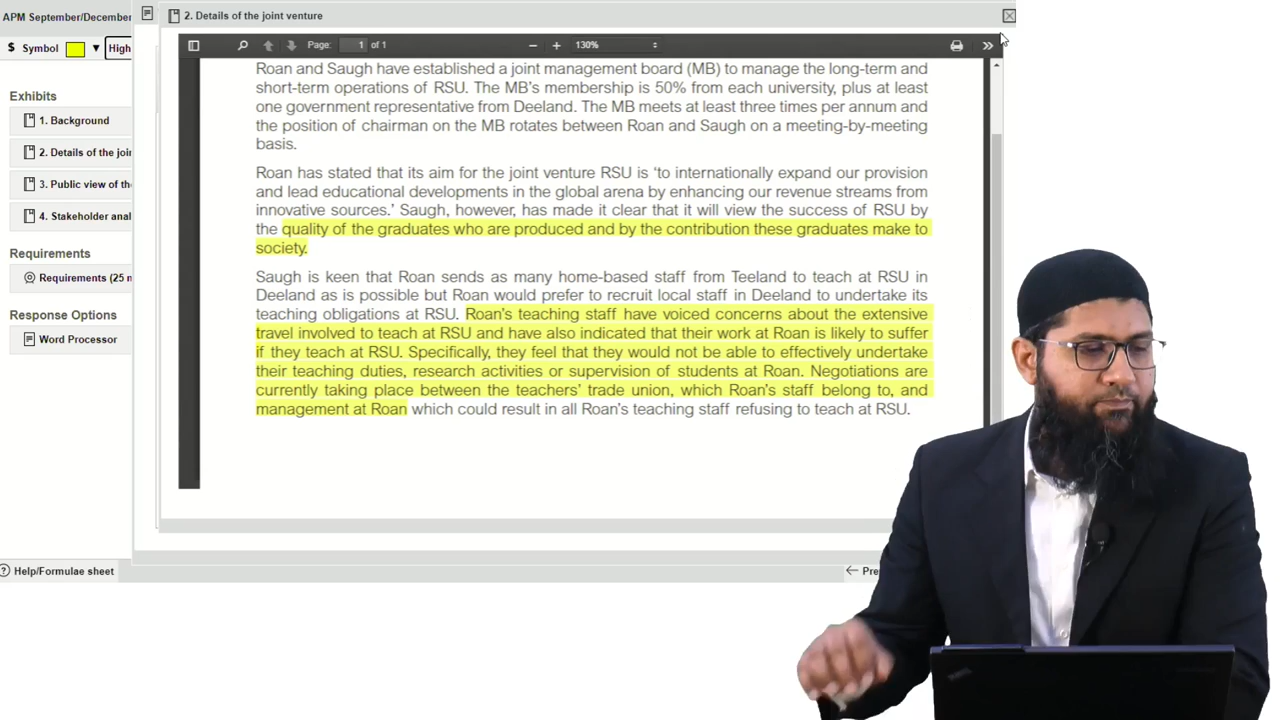 APM September/December
2. Details of the joint venture
$ Symbol
High
Page: 1 of 1
130%
Exhibits
1. Background
2. Details of the joir
3. Public view of the
4. Stakeholder anal
Requirements
Requirements (25 n
Response Options
Word Processor
Help/Formulae sheet
Roan and Saugh have established a joint management board (MB) to manage the long-term and
short-term operations of RSU. The MB's membership is 50% from each university, plus at least
one government representative from Deeland. The MB meets at least three times per annum and
the position of chairman on the MB rotates between Roan and Saugh on a meeting-by-meeting
basis.
Roan has stated that its aim for the joint venture RSU is 'to internationally expand our provision
and lead educational developments in the global arena by enhancing our revenue streams from
innovative sources.' Saugh, however, has made it clear that it will view the success of RSU by
the quality of the graduates who are produced and by the contribution these graduates make to
society.
Saugh is keen that Roan sends as many home-based staff from Teeland to teach at RSU in
Deeland as is possible but Roan would prefer to recruit local staff in Deeland to undertake its
teaching obligations at RSU. Roan's teaching staff have voiced concerns about the extensive
travel involved to teach at RSU and have also indicated that their work at Roan is likely to suffer
if they teach at RSU. Specifically, they feel that they would not be able to effectively undertake
their teaching duties, research activities or supervision of students at Roan. Negotiations are
currently taking place between the teachers' trade union, which Roan's staff belong to, and
management at Roan which could result in all Roan's teaching staff refusing to teach at RSU.
Pre